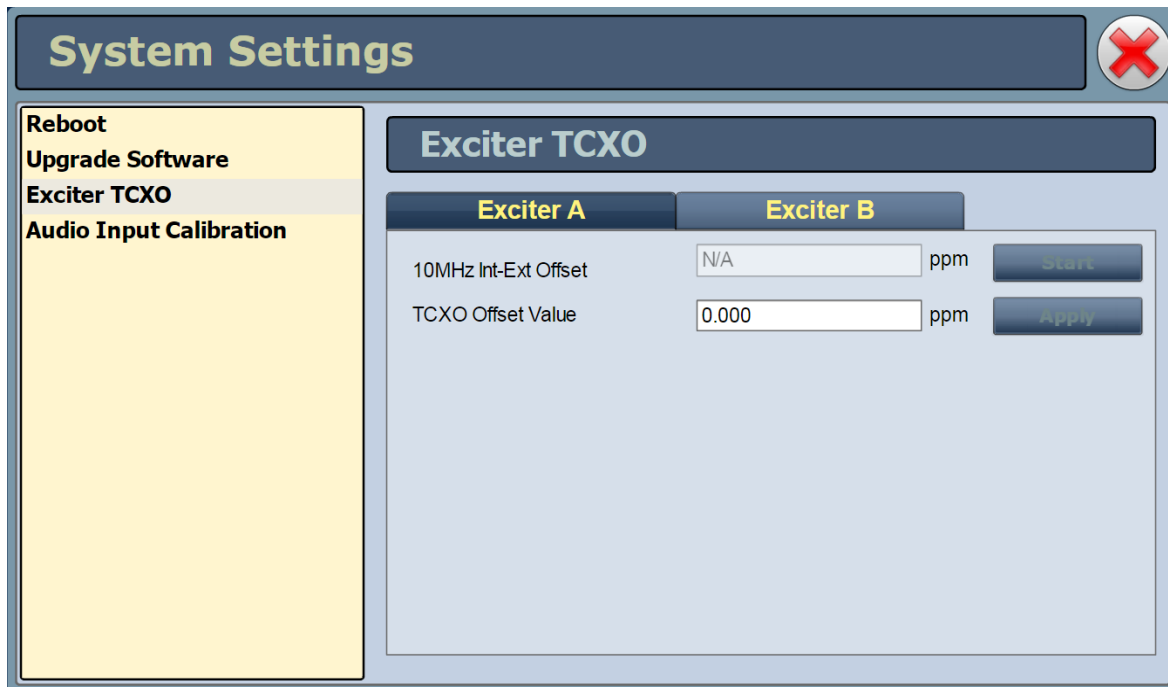 System Settings
Reboot
Upgrade Software
Exciter TCXO
Audio Input Calibration
Exciter TCXO
Exciter A Exciter B
10MHz Int-Ext Offset N/A ppm Start
TCXO Offset Value 0.000 ppm Apply